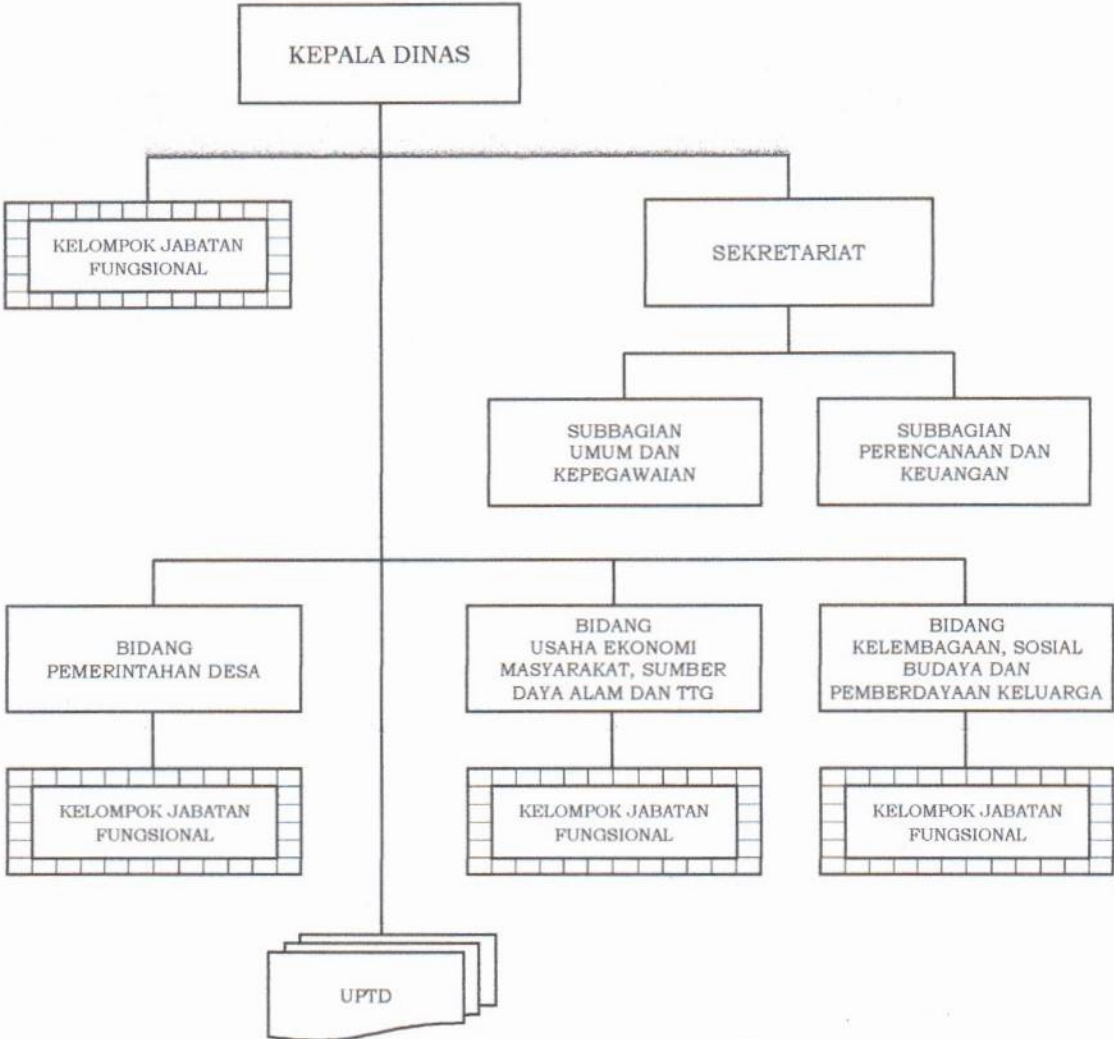 KEPALA DINAS
KELOMPOK JABATAN
FUNGSIONAL
SEKRETARIAT
SUBBAGIAN
UMUM DAN
KEPEGAWAIAN
SUBBAGIAN
PERENCANAAN DAN
KEUANGAN
BIDANG
PEMERINTAHAN DESA
BIDANG
USAHA EKONOMI
MASYARAKAT, SUMBER
DAYA ALAM DAN TTG
BIDANG
KELEMBAGAAN, SOSIAL
BUDAYA DAN
PEMBERDAYAAN KELUARGA
KELOMPOK JABATAN
FUNGSIONAL
KELOMPOK JABATAN
FUNGSIONAL
KELOMPOK JABATAN
FUNGSIONAL
UPTD